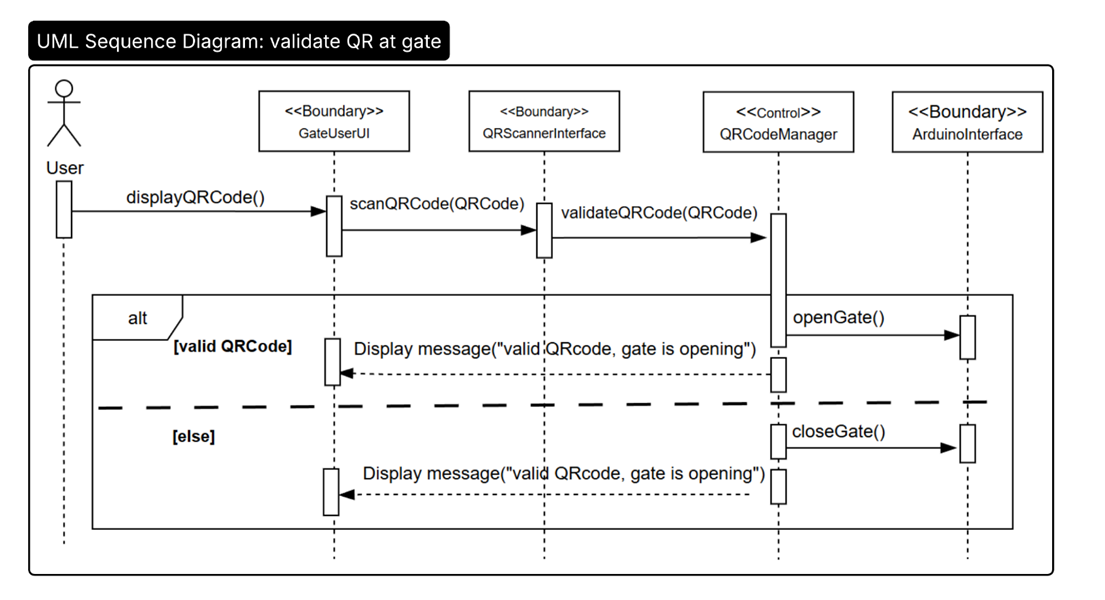 UML Sequence Diagram: validate QR at gate
User
<<Boundary>>
GateUserUI
<<Boundary>>
QRScannerInterface
<<Control>>
QRCodeManager
<<Boundary>>
ArduinoInterface
displayQRCode()
scanQRCode(QRCode)
validateQRCode(QRCode)
alt
openGate()
[valid QRCode]
Display message("valid QRcode, gate is opening")
[else]
closeGate()
Display message("valid QRcode, gate is opening")